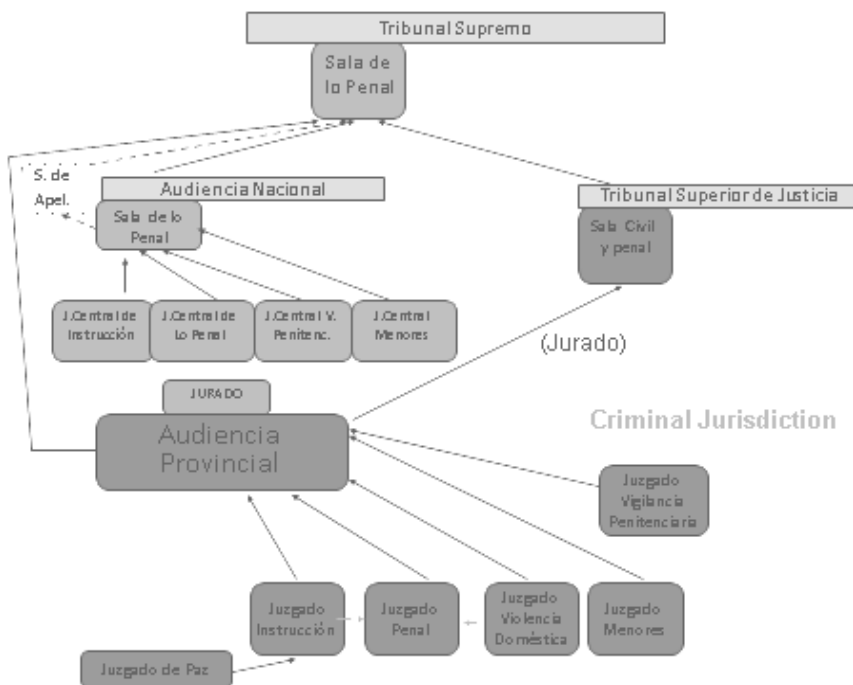 Tribunal Supremo
Sala de
lo Penal
S. de
Apel.
Audiencia Nacional
Sala de lo
Penal
Tribunal Superior de Justicia
Sala Civil
y penal
J.Central de
Instrucción
J.Central de
Lo Penal
J.Central V.
Penitenc.
J.Central
Menores
(Jurado)
JURADO
Audiencia
Provincial
Criminal Jurisdiction
Juzgado
Vigilancia
Penitenciaria
Juzgado
Instrucción
Juzgado
Penal
Juzgado
Violencia
Doméstica
Juzgado
Menores
Juzgado de Paz